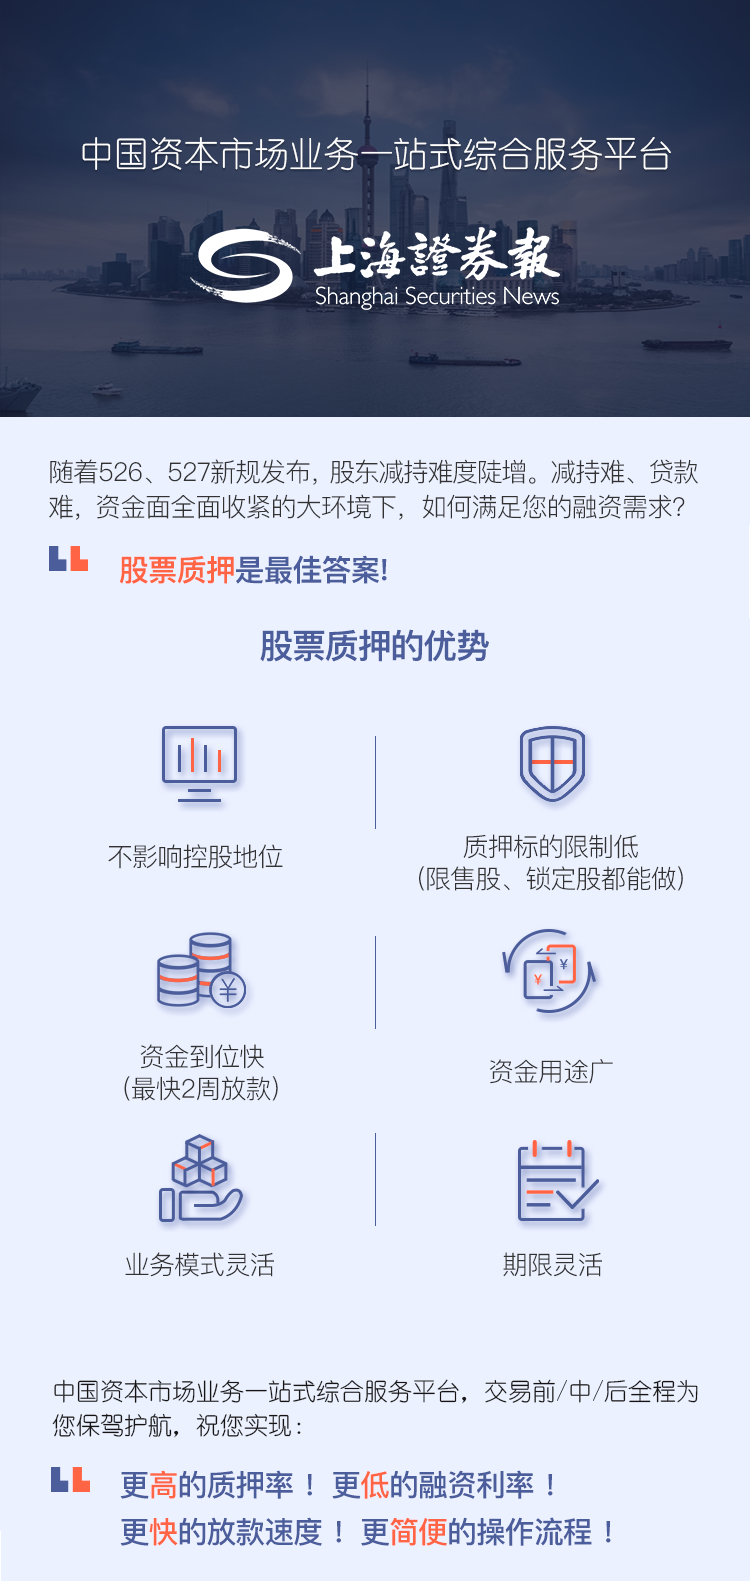 中国资本市场业务一站式综合服务平台
上海證券報
Shanghai Securities News
随着526、527新规发布，股东减持难度陡增。减持难、贷款
难，资金面全面收紧的大环境下，如何满足您的融资需求？
股票质押是最佳答案!
股票质押的优势
不影响控股地位
质押标的限制低
（限售股、锁定股都能做）
¥
¥
¥
资金到位快
（最快2周放款）
资金用途广
业务模式灵活
期限灵活
中国资本市场业务一站式综合服务平台，交易前/中/后全程为
您保驾护航，祝您实现：
更高的质押率！更低的融资利率！
更快的放款速度！更简便的操作流程！